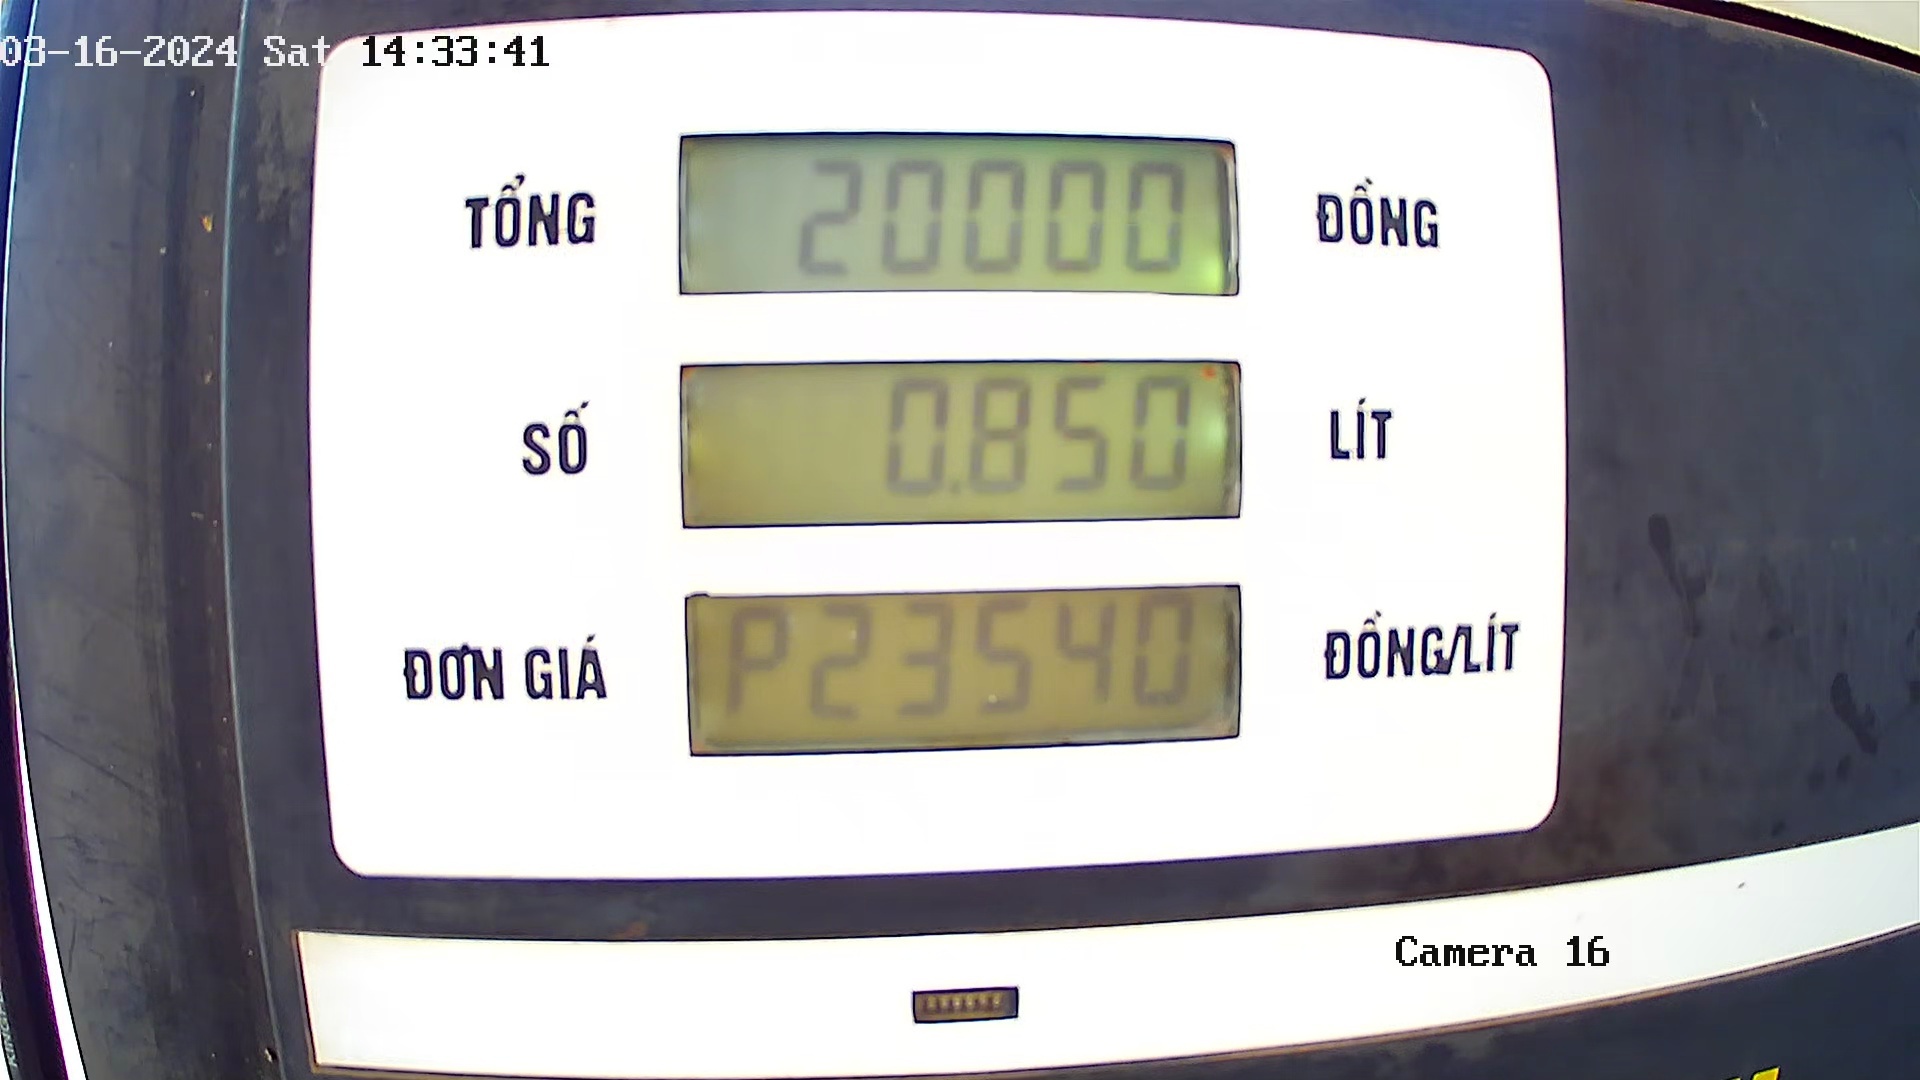 03-16-2024 Sat 14:33:41
TỔNG 20000 ĐỒNG
SỐ 0.850 LÍT
ĐƠN GIÁ P23540 ĐỒNG/LÍT
Camera 16